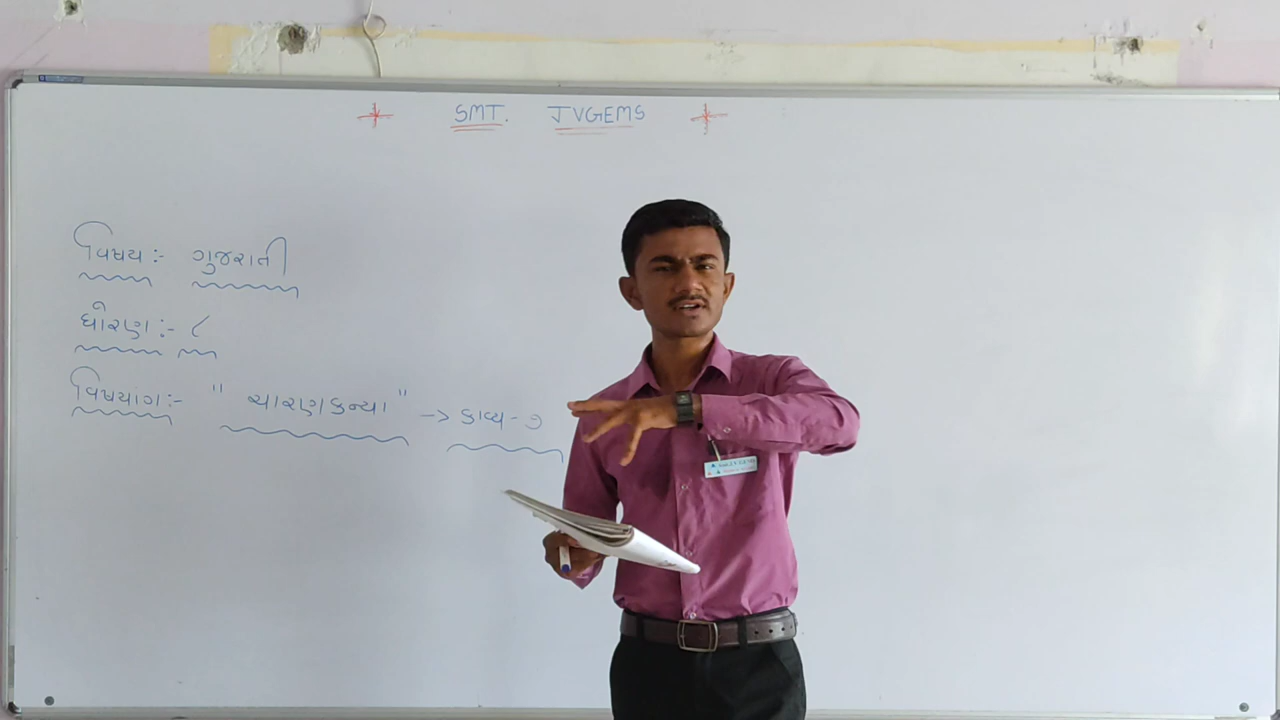 SMT. JVGEMS
વિષય :- ગુજરાતી
ધોરણ :- ૮
વિષયાંગ :- " ચારણકન્યા " -> કાવ્ય - ૭